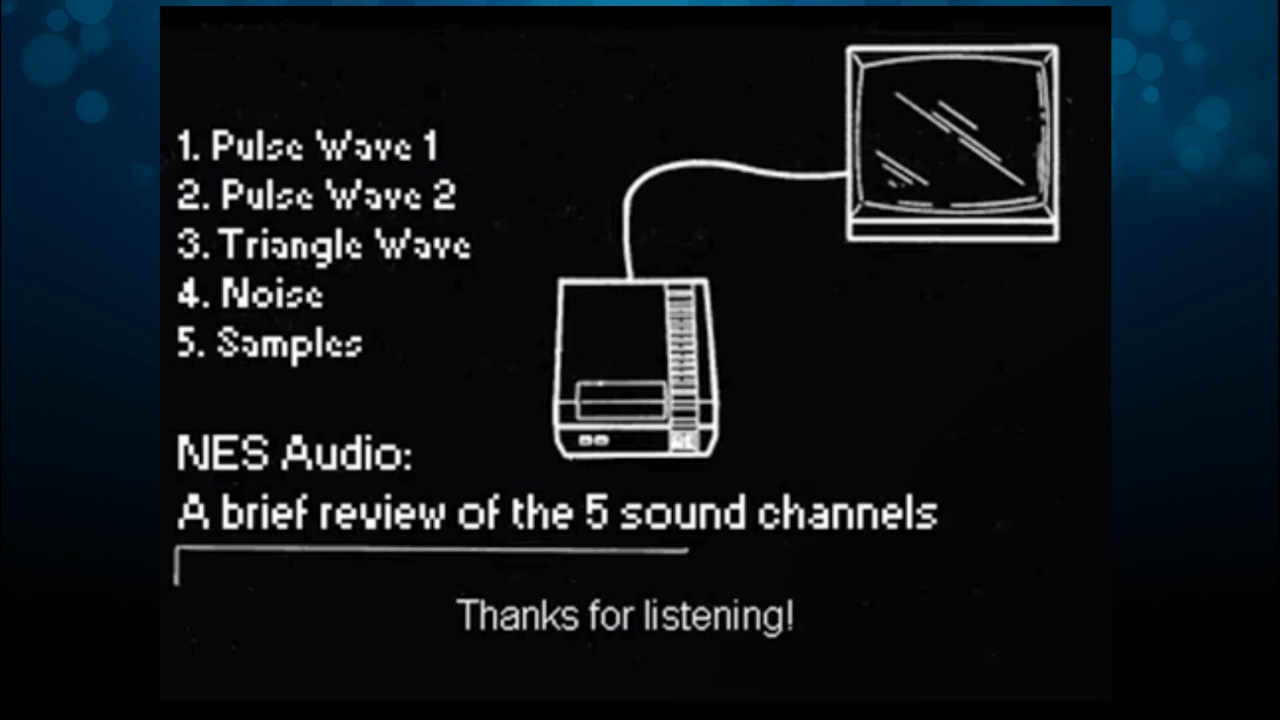 1. Pulse Wave 1
2. Pulse Wave 2
3. Triangle Wave
4. Noise
5. Samples
NES Audio:
A brief review of the 5 sound channels
Thanks for listening!